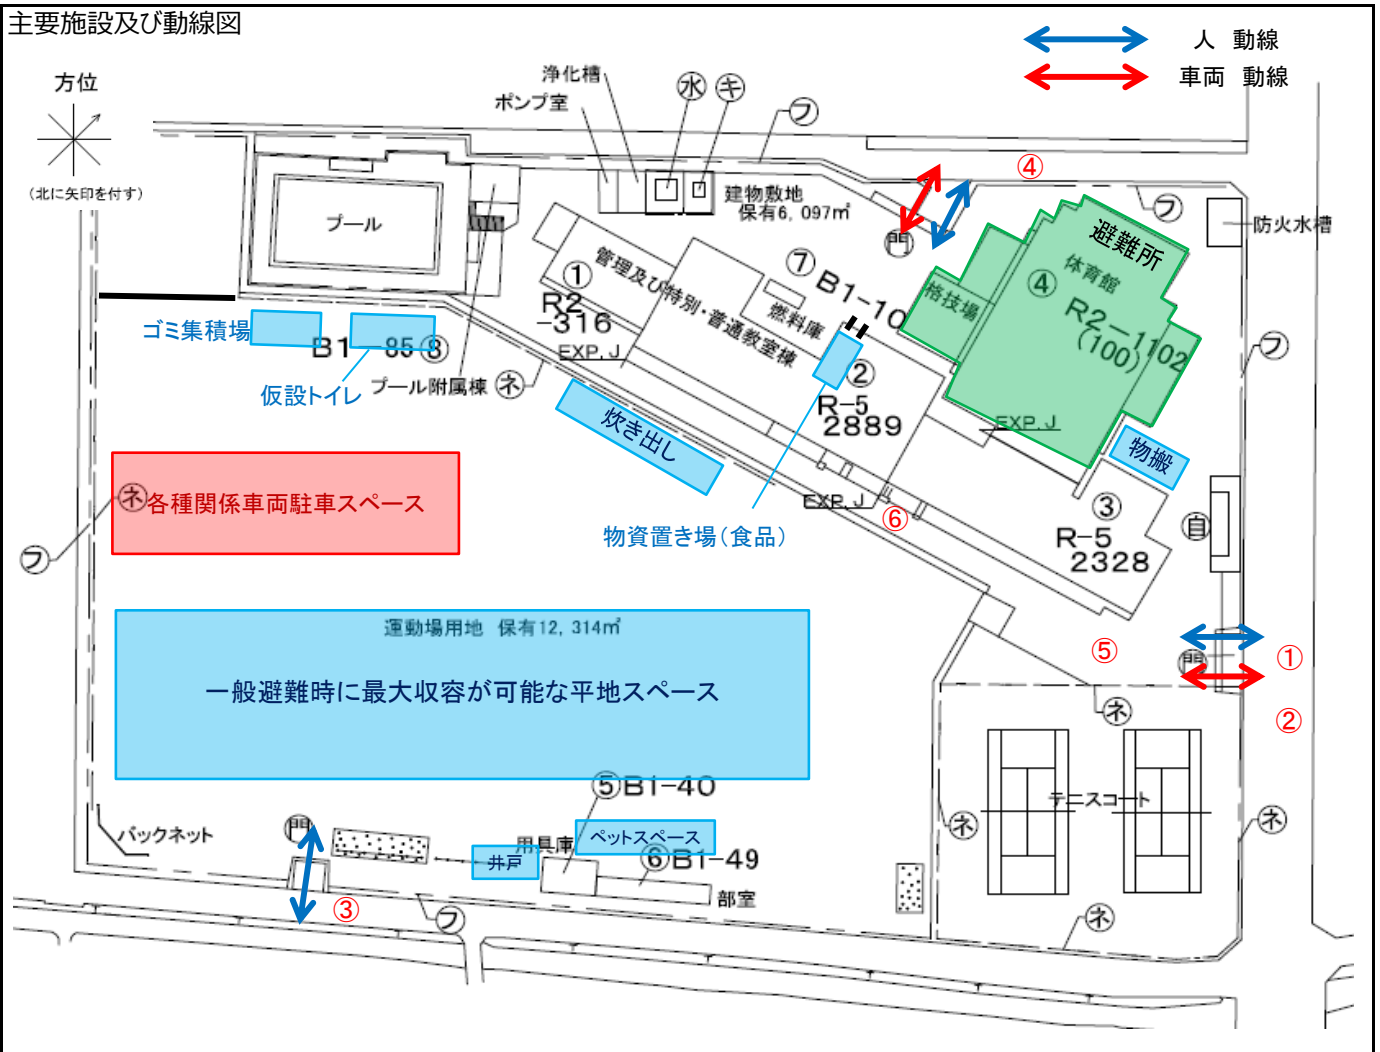 主要施設及び動線図
人 動線
車両 動線
方位
(北に矢印を付す)
浄化槽
ポンプ室
水
キ
フ
④
建物敷地
保有6,097㎡
門
フ
防火水槽
プール
避難所
体育館
④
R2-1102
(100)
格技場
①
R2
-316
管理及び特別・普通教室棟
⑦
B1-10
燃料庫
EXP.J
②
R-5
2889
ゴミ集積場
B1-85
⑧
仮設トイレ
プール附属棟
ネ
フ
炊き出し
EXP.J
物搬
ネ
各種関係車両駐車スペース
フ
物資置き場(食品)
EXP.J
⑥
③
R-5
2328
自
運動場用地 保有12,314㎡
一般避難時に最大収容が可能な平地スペース
⑤
門
①
②
ネ
テニスコート
ネ
ネ
ネ
⑤B1-40
バックネット
門
用具庫
ペットスペース
井戸
⑥B1-49
部室
③
フ